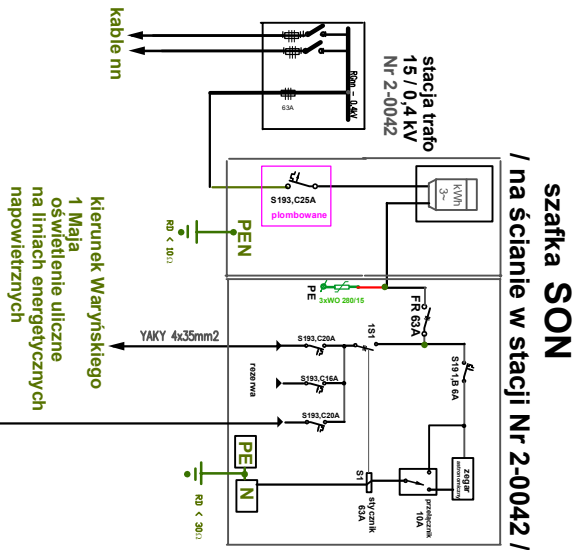 szafka SON
/ na ścianie w stacji Nr 2-0042 /
stacja trafo
15 / 0,4 kV
Nr 2-0042
RGnn - 0,4kV
63A
kable nn
kWh
3~
S193,C25A
plombowane
PEN
RD < 10Ω
PE
3xWO 280/15
FR 63A
S191,B 6A
1S1
S193,C20A
S193,C16A
S193,C20A
rezerwa
YAKY 4x35mm2
kierunek Waryńskiego
1 Maja
oświetlenie uliczne
na liniach energetycznych
napowietrznych
zegar
astronomiczny
przełącznik
10A
S1
stycznik
63A
PE
N
RD < 30Ω